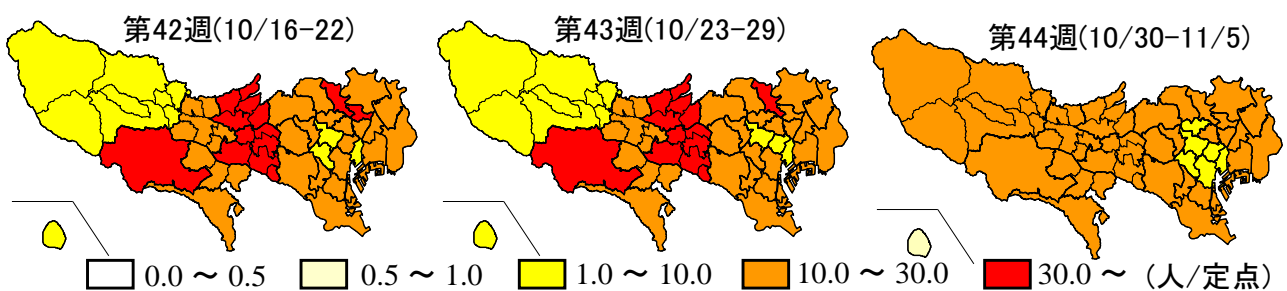 第42週(10/16-22)
第43週(10/23-29)
第44週(10/30-11/5)
0.0 ～ 0.5 0.5 ～ 1.0 1.0 ～ 10.0 10.0 ～ 30.0 30.0 ～ (人/定点)